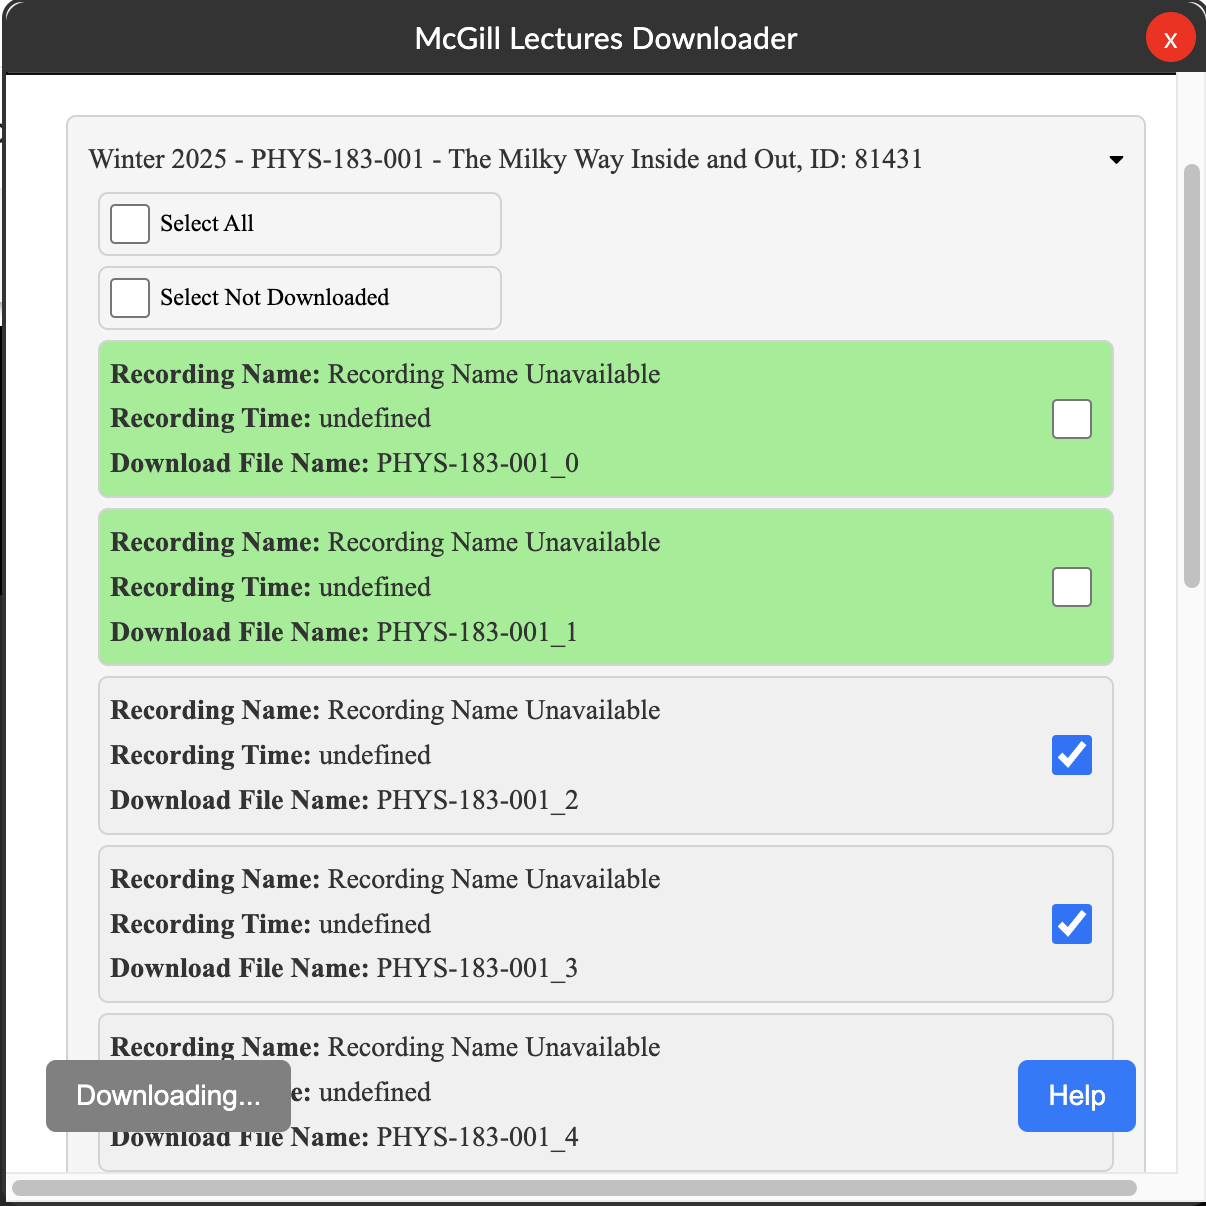 McGill Lectures Downloader
x
Winter 2025 - PHYS-183-001 - The Milky Way Inside and Out, ID: 81431
Select All
Select Not Downloaded
Recording Name: Recording Name Unavailable
Recording Time: undefined
Download File Name: PHYS-183-001_0
Recording Name: Recording Name Unavailable
Recording Time: undefined
Download File Name: PHYS-183-001_1
Recording Name: Recording Name Unavailable
Recording Time: undefined
Download File Name: PHYS-183-001_2
Recording Name: Recording Name Unavailable
Recording Time: undefined
Download File Name: PHYS-183-001_3
Recording Name: Recording Name Unavailable
Downloading...
e: undefined
Help
Download File Name: PHYS-183-001_4